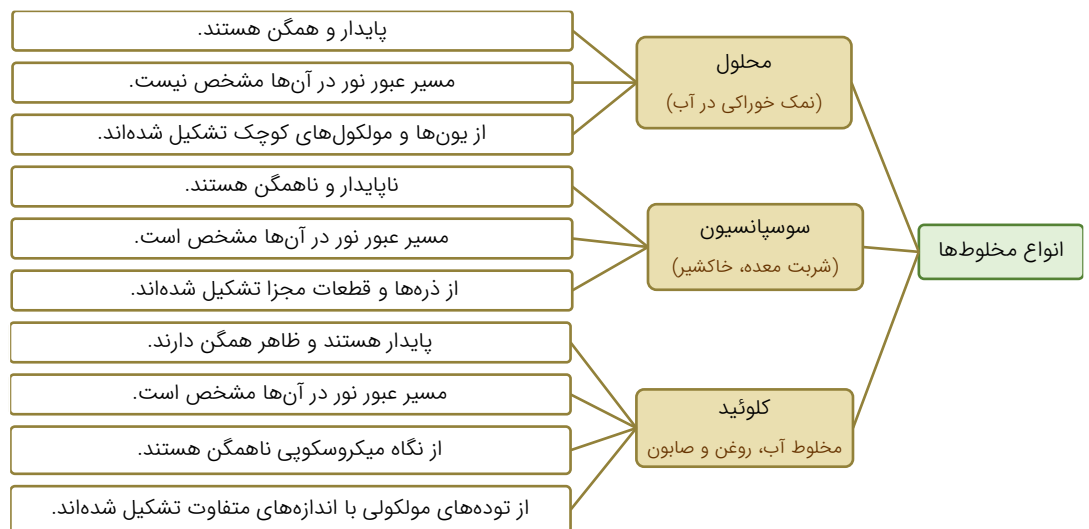 انواع مخلوط‌ها
محلول
(نمک خوراکی در آب)
پایدار و همگن هستند.
مسیر عبور نور در آن‌ها مشخص نیست.
از یون‌ها و مولکول‌های کوچک تشکیل شده‌اند.
سوسپانسیون
(شربت معده، خاکشیر)
ناپایدار و ناهمگن هستند.
مسیر عبور نور در آن‌ها مشخص است.
از ذره‌ها و قطعات مجزا تشکیل شده‌اند.
کلوئید
مخلوط آب، روغن و صابون
پایدار هستند و ظاهر همگن دارند.
مسیر عبور نور در آن‌ها مشخص است.
از نگاه میکروسکوپی ناهمگن هستند.
از توده‌های مولکولی با اندازه‌های متفاوت تشکیل شده‌اند.